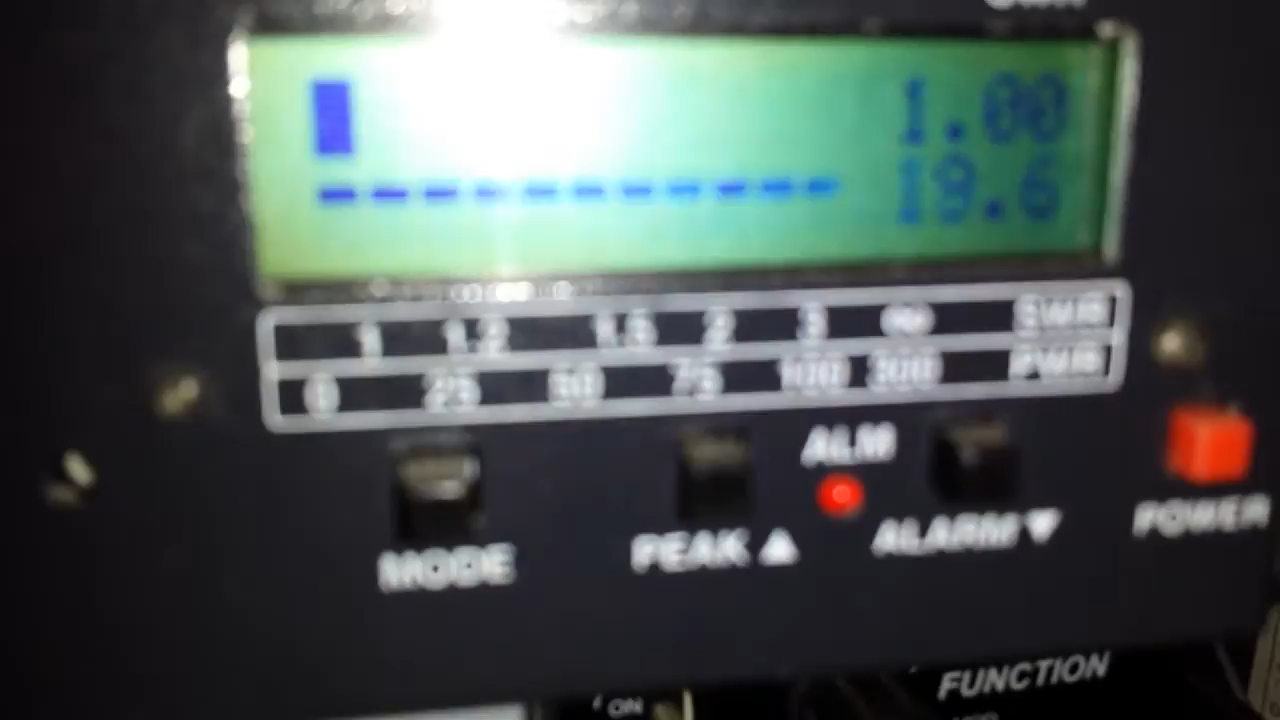 1.00
19.6
1 1.2 1.5 2 3 ∞ SWR
0 25 50 75 100 300 PWR
ALM
MODE PEAK ▲ ALARM ▼ POWER
FUNCTION
ON